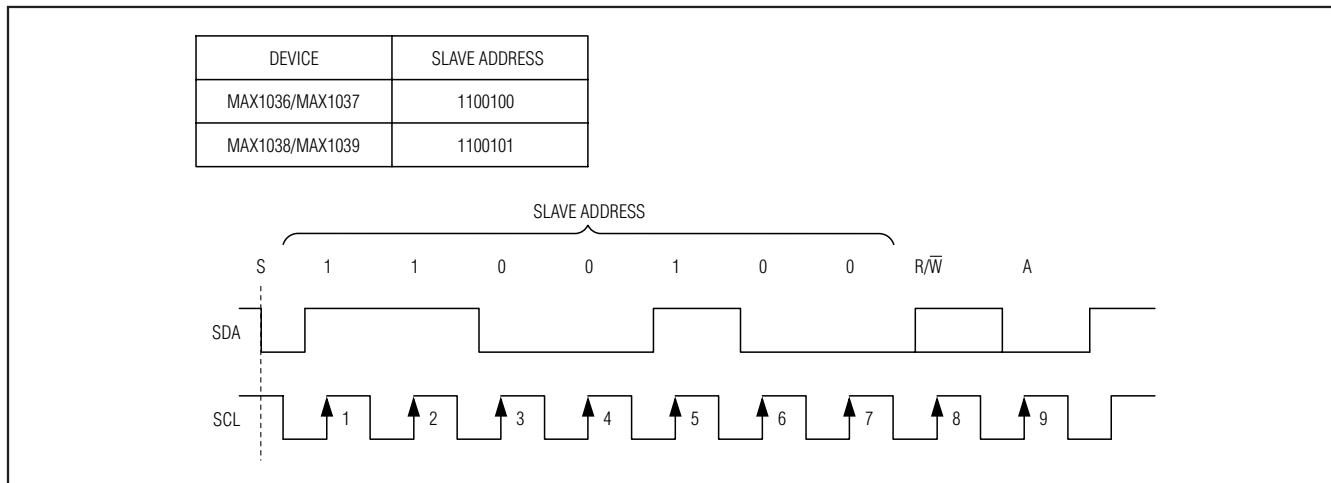 DEVICE SLAVE ADDRESS
MAX1036/MAX1037 1100100
MAX1038/MAX1039 1100101
SLAVE ADDRESS
S 1 1 0 0 1 0 0 R/W̅ A
SDA
SCL 1 2 3 4 5 6 7 8 9